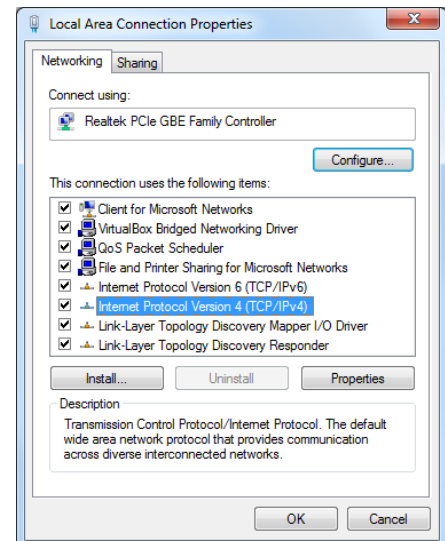 Local Area Connection Properties
Networking
Sharing
Connect using:
Realtek PCIe GBE Family Controller
Configure...
This connection uses the following items:
Client for Microsoft Networks
VirtualBox Bridged Networking Driver
QoS Packet Scheduler
File and Printer Sharing for Microsoft Networks
Internet Protocol Version 6 (TCP/IPv6)
Internet Protocol Version 4 (TCP/IPv4)
Link-Layer Topology Discovery Mapper I/O Driver
Link-Layer Topology Discovery Responder
Install...
Uninstall
Properties
Description
Transmission Control Protocol/Internet Protocol. The default
wide area network protocol that provides communication
across diverse interconnected networks.
OK
Cancel